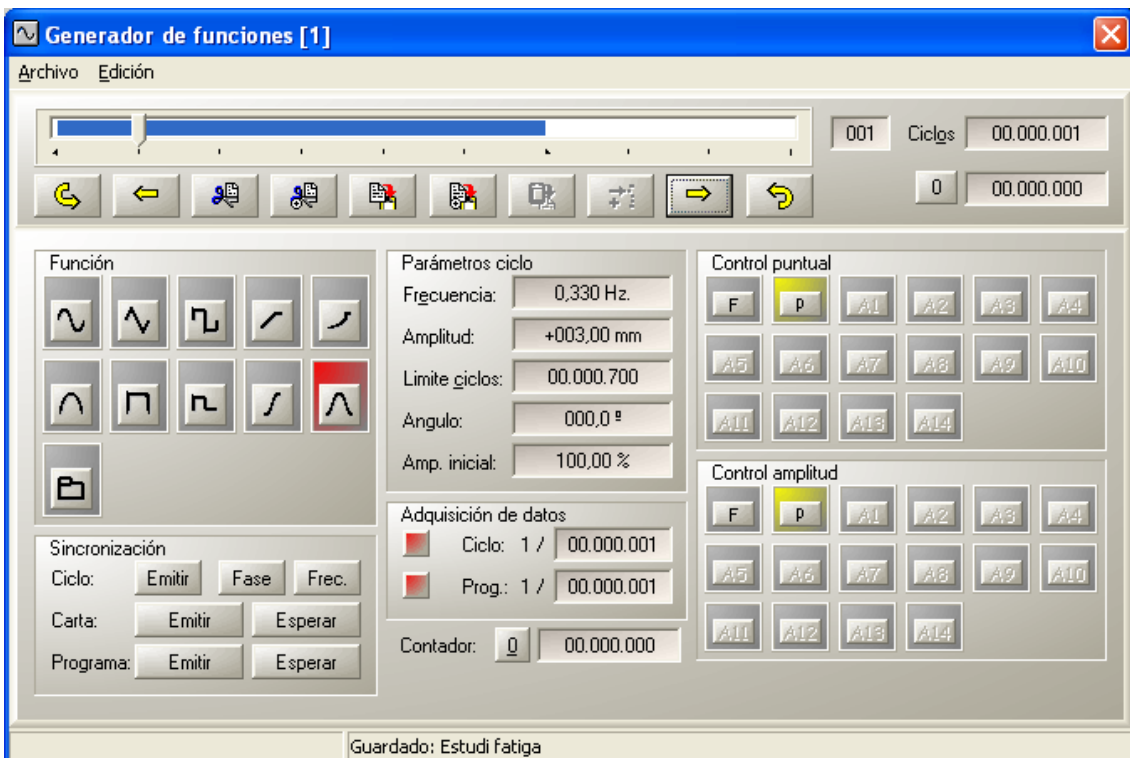 Generador de funciones [1]
Archivo Edición
001 Ciclos 00.000.001
0 00.000.000
Función
Parámetros ciclo
Frecuencia: 0,330 Hz.
Amplitud: +003,00 mm
Limite ciclos: 00.000.700
Angulo: 000,0 º
Amp. inicial: 100,00 %
Control puntual
F P A1 A2 A3 A4
A5 A6 A7 A8 A9 A10
A11 A12 A13 A14
Control amplitud
F P A1 A2 A3 A4
A5 A6 A7 A8 A9 A10
A11 A12 A13 A14
Adquisición de datos
Ciclo: 1 / 00.000.001
Prog.: 1 / 00.000.001
Contador: 0 00.000.000
Sincronización
Ciclo: Emitir Fase Frec.
Carta: Emitir Esperar
Programa: Emitir Esperar
Guardado: Estudi fatiga